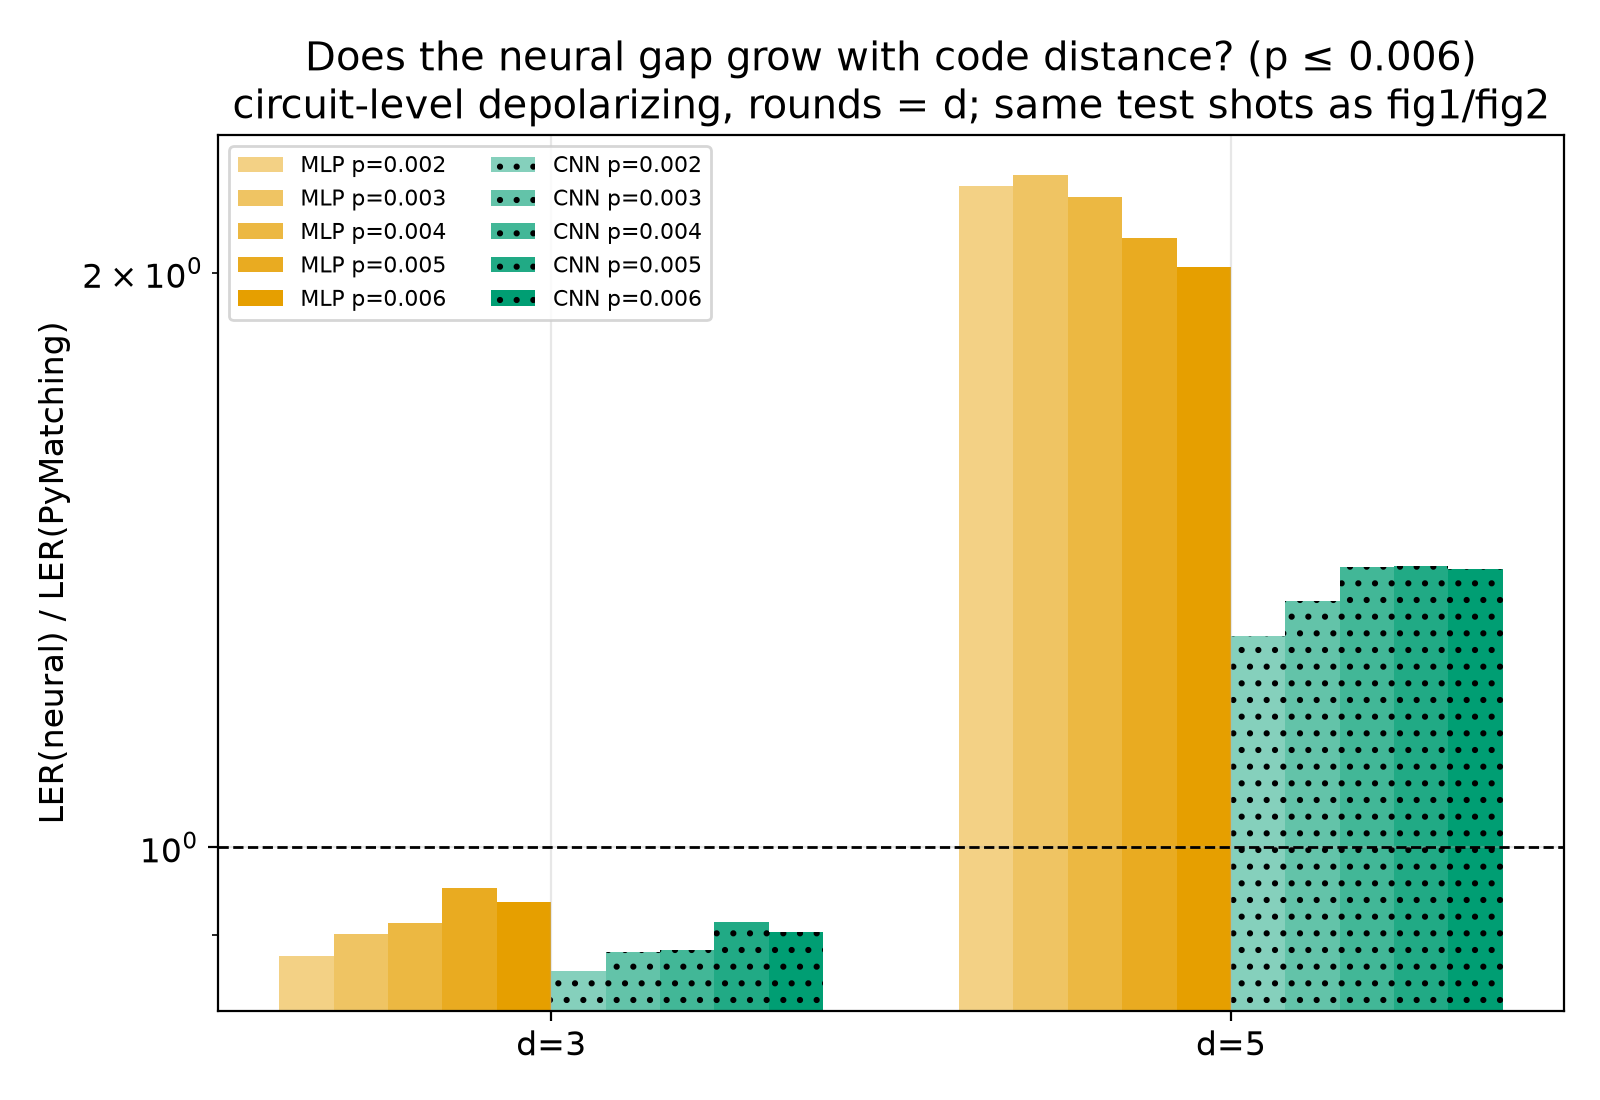 Does the neural gap grow with code distance? (p ≤ 0.006)
circuit-level depolarizing, rounds = d; same test shots as fig1/fig2
MLP p=0.002
MLP p=0.003
MLP p=0.004
MLP p=0.005
MLP p=0.006
CNN p=0.002
CNN p=0.003
CNN p=0.004
CNN p=0.005
CNN p=0.006
LER(neural) / LER(PyMatching)
2 × 10⁰
10⁰
d=3
d=5